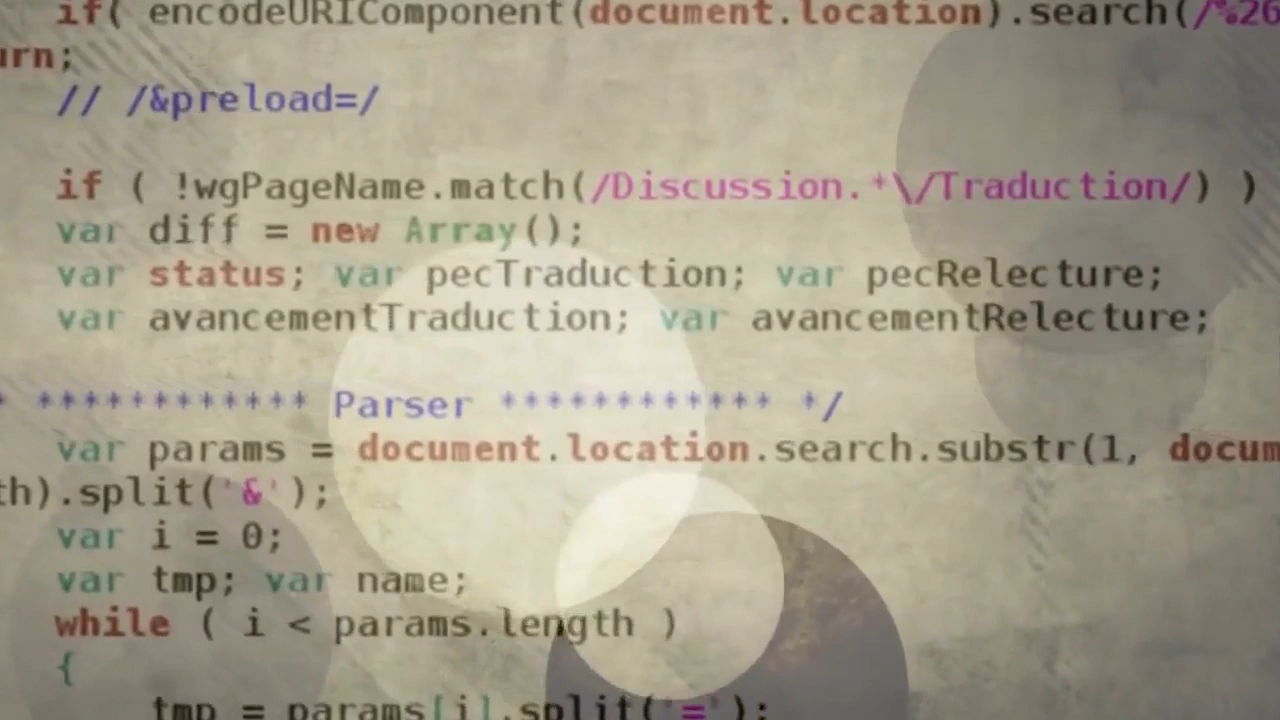 if( encodeURIComponent(document.location).search(/%26
urn;
// /&preload=/
if ( !wgPageName.match(/Discussion.*\/Traduction/) )
var diff = new Array();
var status; var pecTraduction; var pecRelecture;
var avancementTraduction; var avancementRelecture;
* ************ Parser ************ */
var params = document.location.search.substr(1, docum
th).split('&');
var i = 0;
var tmp; var name;
while ( i < params.length )
{
tmp = params[i].split('=');